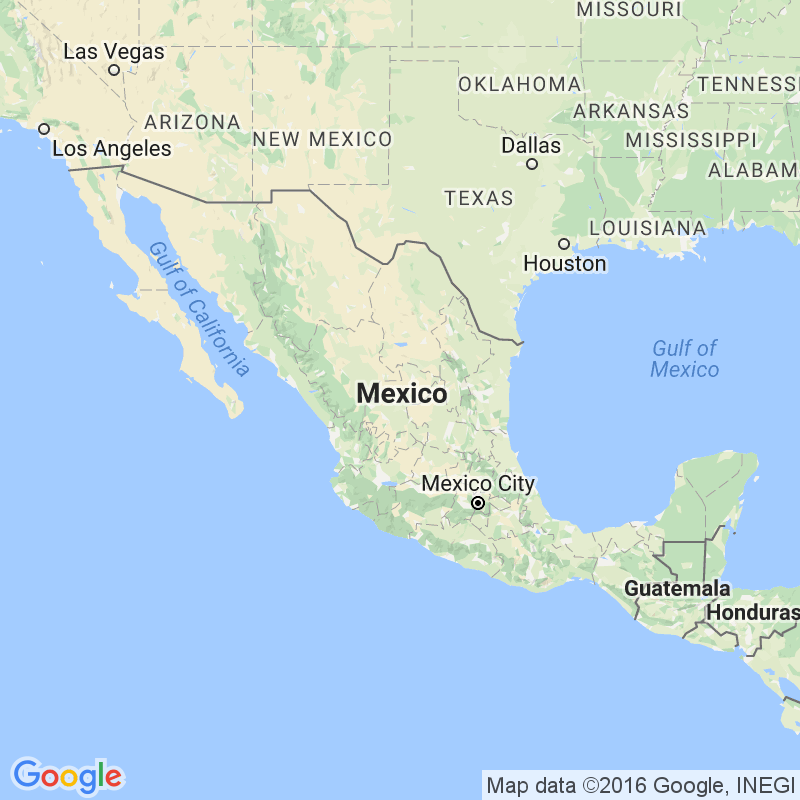 MISSOURI
Las Vegas
OKLAHOMA
TENNESS
ARKANSAS
ARIZONA
NEW MEXICO
MISSISSIPPI
Los Angeles
Dallas
ALABAM
TEXAS
LOUISIANA
Houston
Gulf of California
Gulf of
Mexico
Mexico
Mexico City
Guatemala
Honduras
Google
Map data ©2016 Google, INEGI